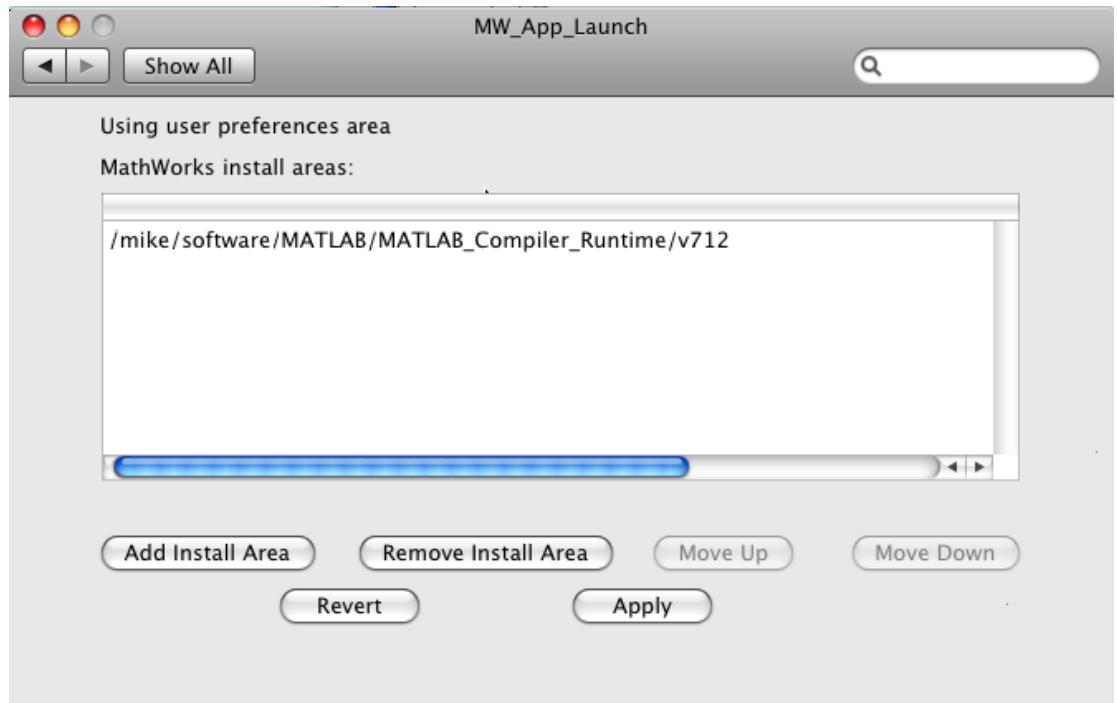 MW_App_Launch
Show All
Using user preferences area
MathWorks install areas:
/mike/software/MATLAB/MATLAB_Compiler_Runtime/v712
Add Install Area Remove Install Area Move Up Move Down
Revert Apply